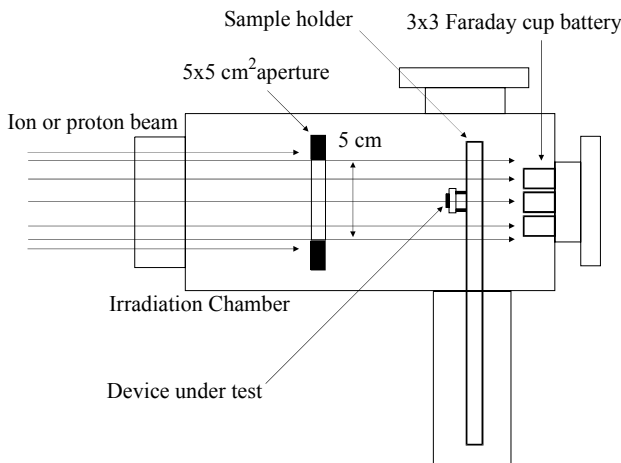 Sample holder
3x3 Faraday cup battery
5x5 cm²aperture
Ion or proton beam
5 cm
Irradiation Chamber
Device under test